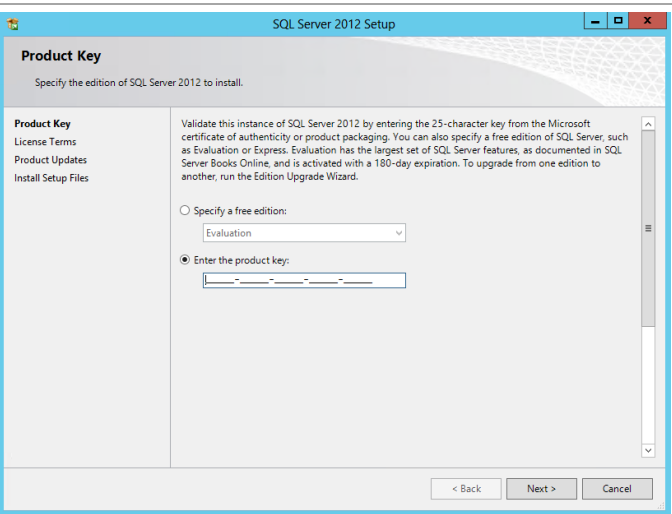 SQL Server 2012 Setup
Product Key
Specify the edition of SQL Server 2012 to install.
Product Key
License Terms
Product Updates
Install Setup Files
Validate this instance of SQL Server 2012 by entering the 25-character key from the Microsoft
certificate of authenticity or product packaging. You can also specify a free edition of SQL Server, such
as Evaluation or Express. Evaluation has the largest set of SQL Server features, as documented in SQL
Server Books Online, and is activated with a 180-day expiration. To upgrade from one edition to
another, run the Edition Upgrade Wizard.
Specify a free edition:
Evaluation
Enter the product key:
_____-_____-_____-_____-_____
< Back Next > Cancel